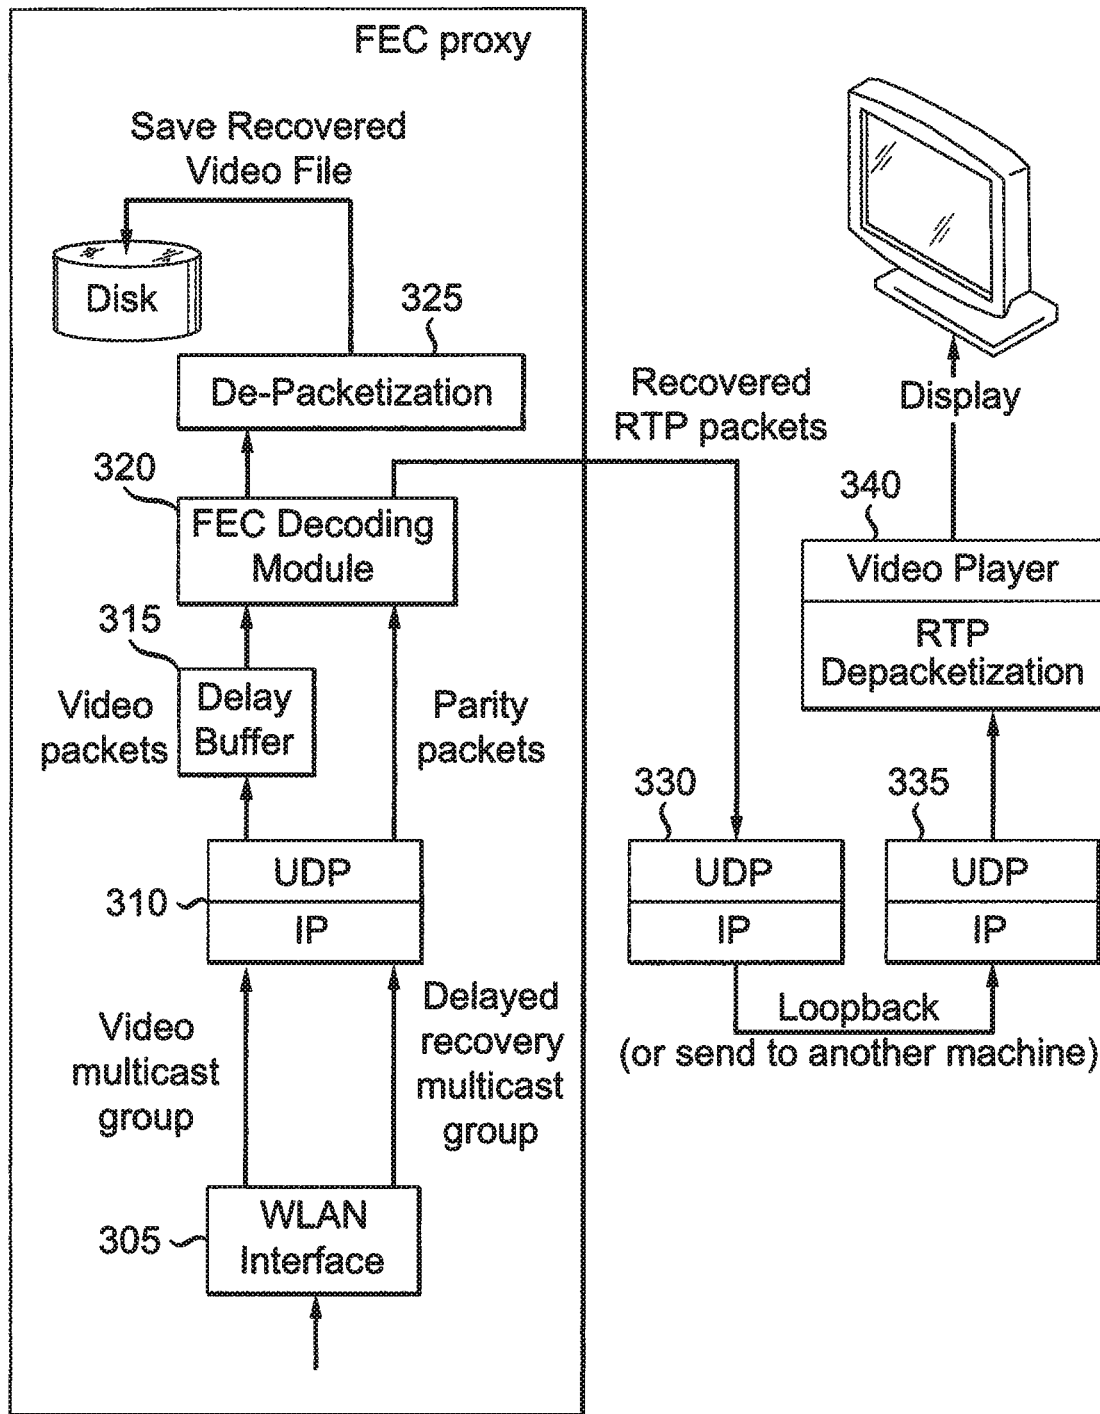 FEC proxy
Save Recovered
Video File
Disk
325
De-Packetization
320
FEC Decoding
Module
315
Delay
Buffer
Video
packets
Parity
packets
310
UDP
IP
Video
multicast
group
Delayed
recovery
multicast
group
305
WLAN
Interface
Recovered
RTP packets
Display
340
Video Player
RTP
Depacketization
330
UDP
IP
335
UDP
IP
Loopback
(or send to another machine)